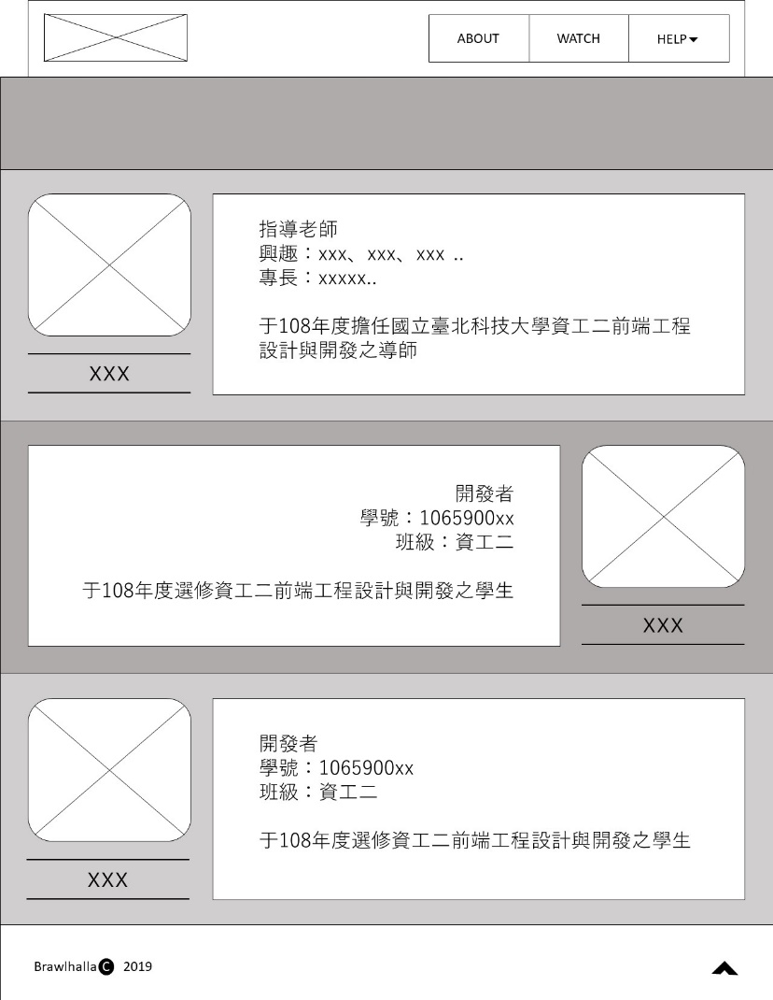 ABOUT
WATCH
HELP
指導老師
興趣：xxx、xxx、xxx ..
專長：xxxxx..
于108年度擔任國立臺北科技大學資工二前端工程
設計與開發之導師
XXX
開發者
學號：1065900xx
班級：資工二
于108年度選修資工二前端工程設計與開發之學生
XXX
開發者
學號：1065900xx
班級：資工二
于108年度選修資工二前端工程設計與開發之學生
XXX
Brawlhalla C 2019